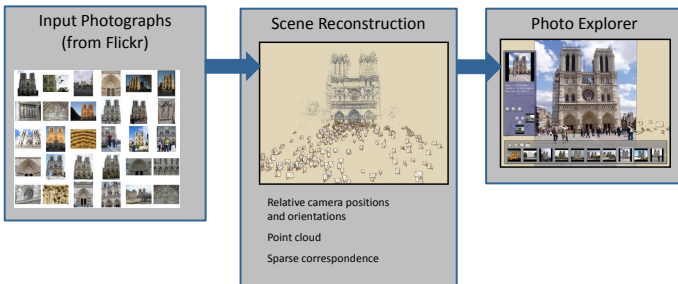 Input Photographs
(from Flickr)
Scene Reconstruction
Relative camera positions
and orientations
Point cloud
Sparse correspondence
Photo Explorer